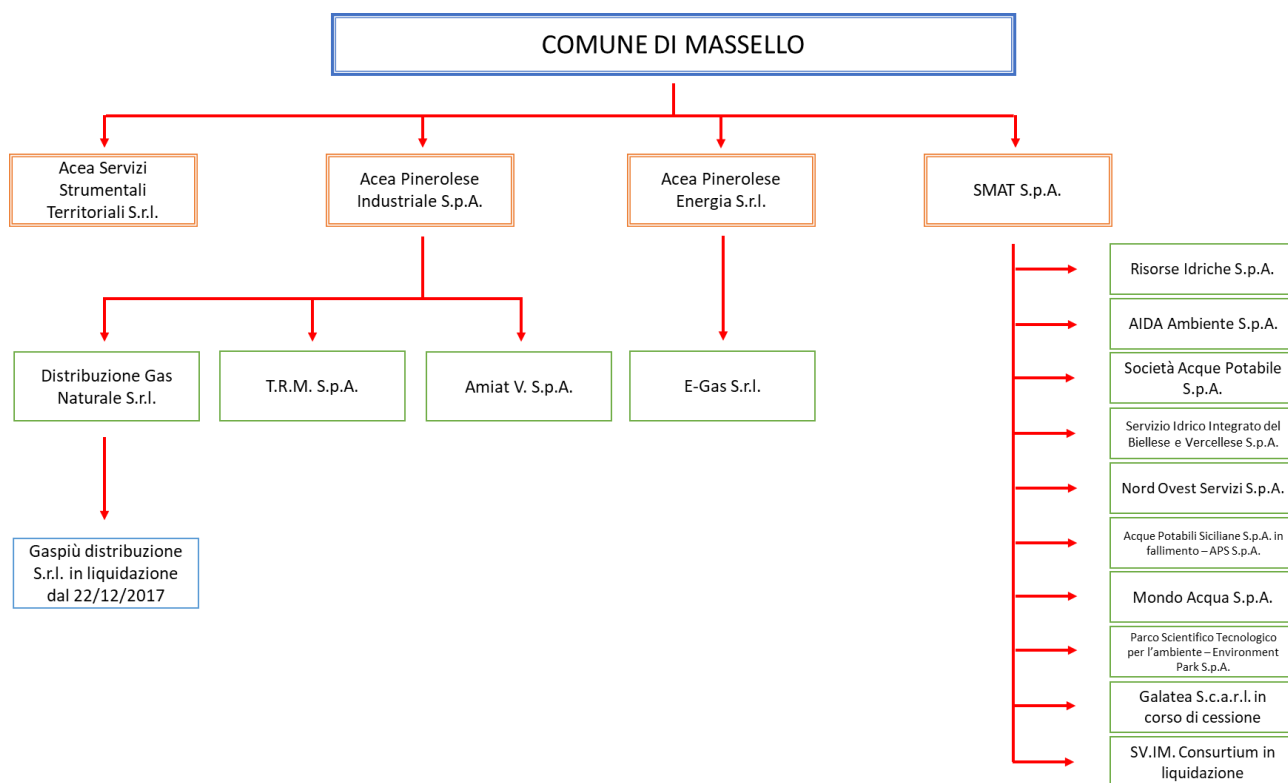 COMUNE DI MASSELLO
Acea Servizi
Strumentali
Territoriali S.r.l.
Acea Pinerolese
Industriale S.p.A.
Acea Pinerolese
Energia S.r.l.
SMAT S.p.A.
Distribuzione Gas
Naturale S.r.l.
T.R.M. S.p.A.
Amiat V. S.p.A.
E-Gas S.r.l.
Gaspiù distribuzione
S.r.l. in liquidazione
dal 22/12/2017
Risorse Idriche S.p.A.
AIDA Ambiente S.p.A.
Società Acque Potabile
S.p.A.
Servizio Idrico Integrato del
Biellese e Vercellese S.p.A.
Nord Ovest Servizi S.p.A.
Acque Potabili Siciliane S.p.A. in
fallimento – APS S.p.A.
Mondo Acqua S.p.A.
Parco Scientifico Tecnologico
per l'ambiente – Environment
Park S.p.A.
Galatea S.c.a.r.l. in
corso di cessione
SV.IM. Consurtium in
liquidazione